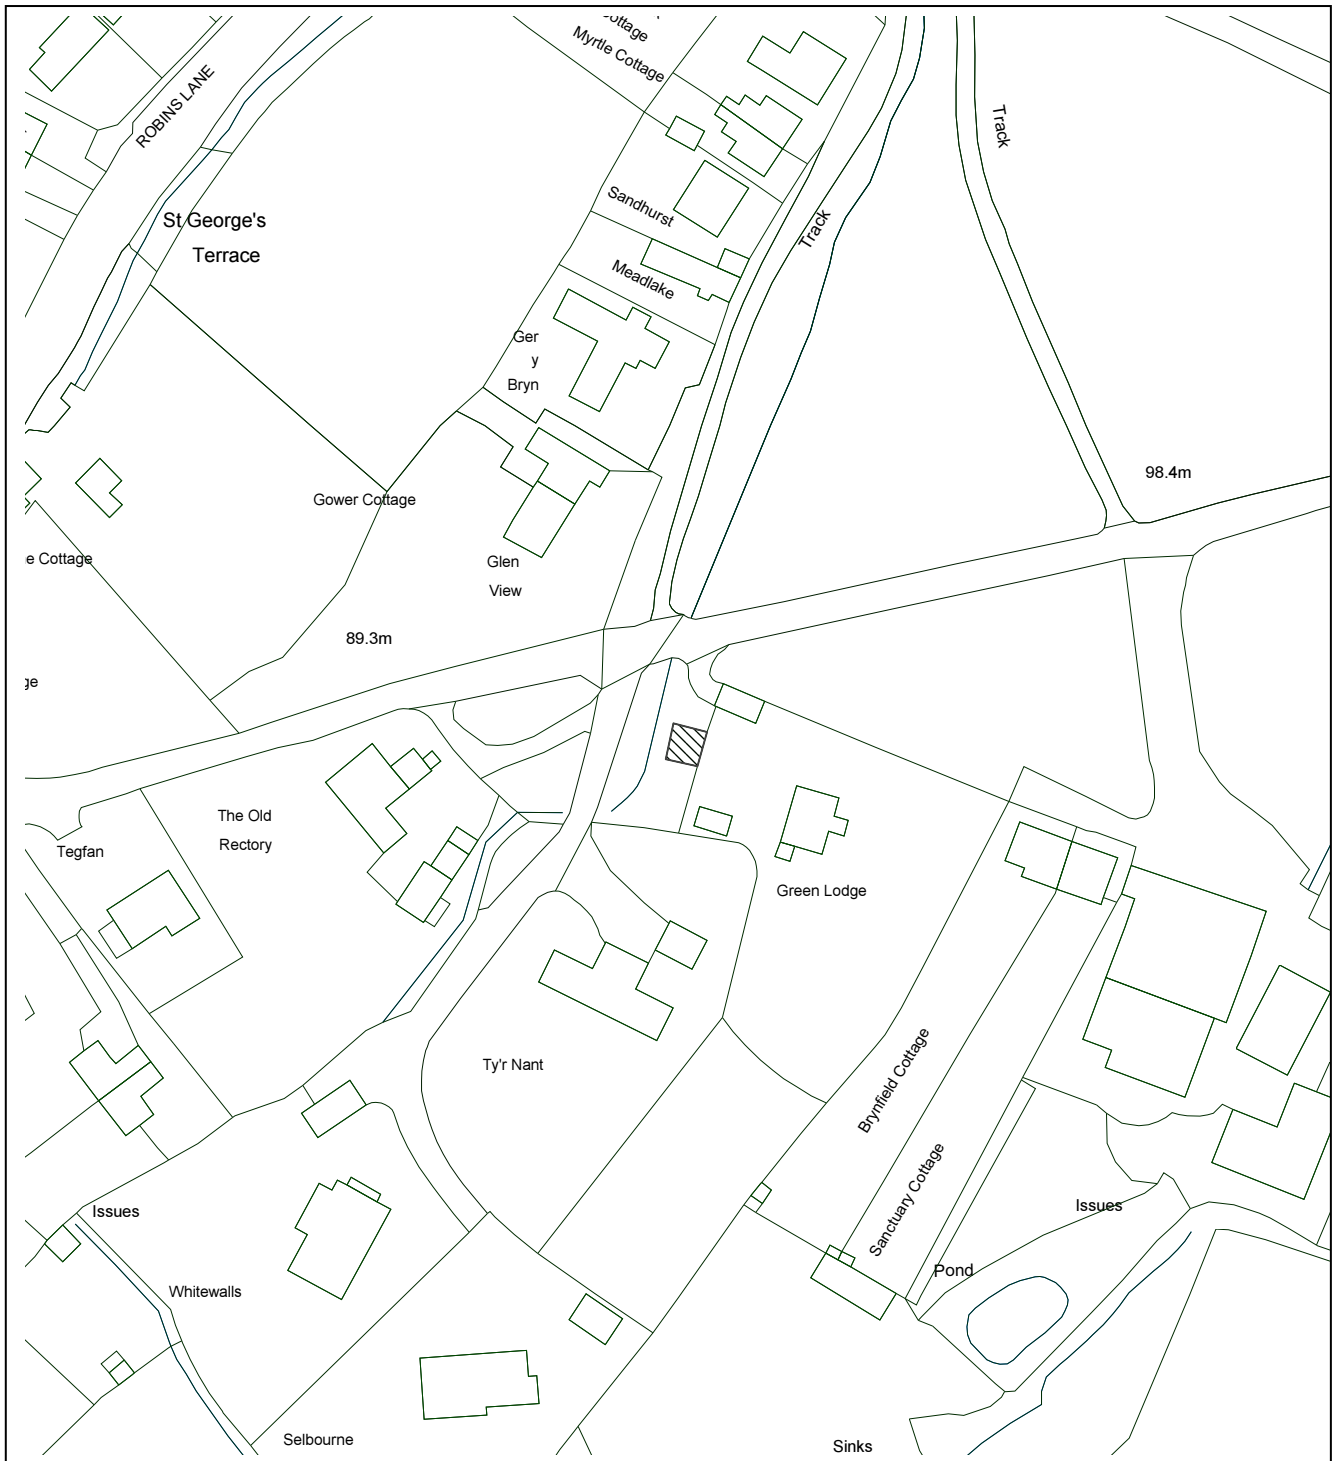 ottage
Myrtle Cottage
ROBINS LANE
Track
Sandhurst
St George's
Terrace
Track
Meadlake
Ger
y
Bryn
98.4m
Gower Cottage
e Cottage
Glen
View
89.3m
ge
The Old
Rectory
Tegfan
Green Lodge
Ty'r Nant
Brynfield Cottage
Sanctuary Cottage
Issues
Issues
Pond
Whitewalls
Selbourne
Sinks